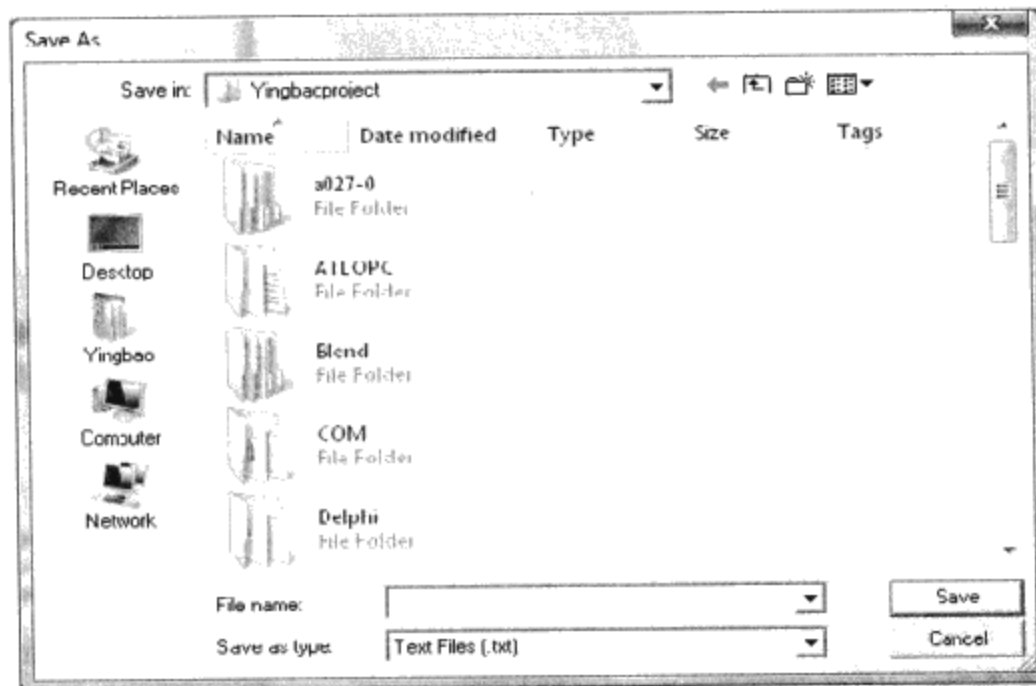 Save As
Save in: Yingbaoproject
Name Date modified Type Size Tags
Recent Places
Desktop
Yingbao
Computer
Network
a027-0
File Folder
ATLOPC
File Folder
Blend
File Folder
COM
File Folder
Delphi
File Folder
File name:
Save
Save as type: Text Files (.txt)
Cancel